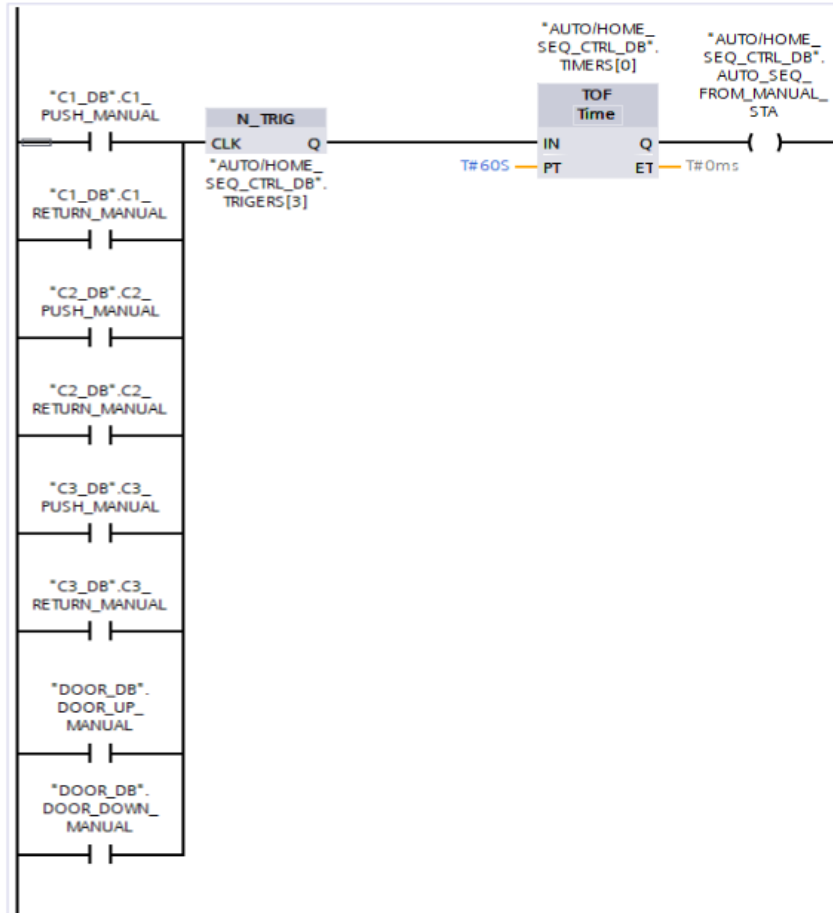 "AUTO/HOME_
SEQ_CTRL_DB".
TIMERS[0]
"AUTO/HOME_
SEQ_CTRL_DB".
AUTO_SEQ_
FROM_MANUAL_
STA
"C1_DB".C1_
PUSH_MANUAL
N_TRIG
CLK Q
"AUTO/HOME_
SEQ_CTRL_DB".
TRIGERS[3]
TOF
Time
IN Q
T#60S PT ET T#0ms
"C1_DB".C1_
RETURN_MANUAL
"C2_DB".C2_
PUSH_MANUAL
"C2_DB".C2_
RETURN_MANUAL
"C3_DB".C3_
PUSH_MANUAL
"C3_DB".C3_
RETURN_MANUAL
"DOOR_DB".
DOOR_UP_
MANUAL
"DOOR_DB".
DOOR_DOWN_
MANUAL